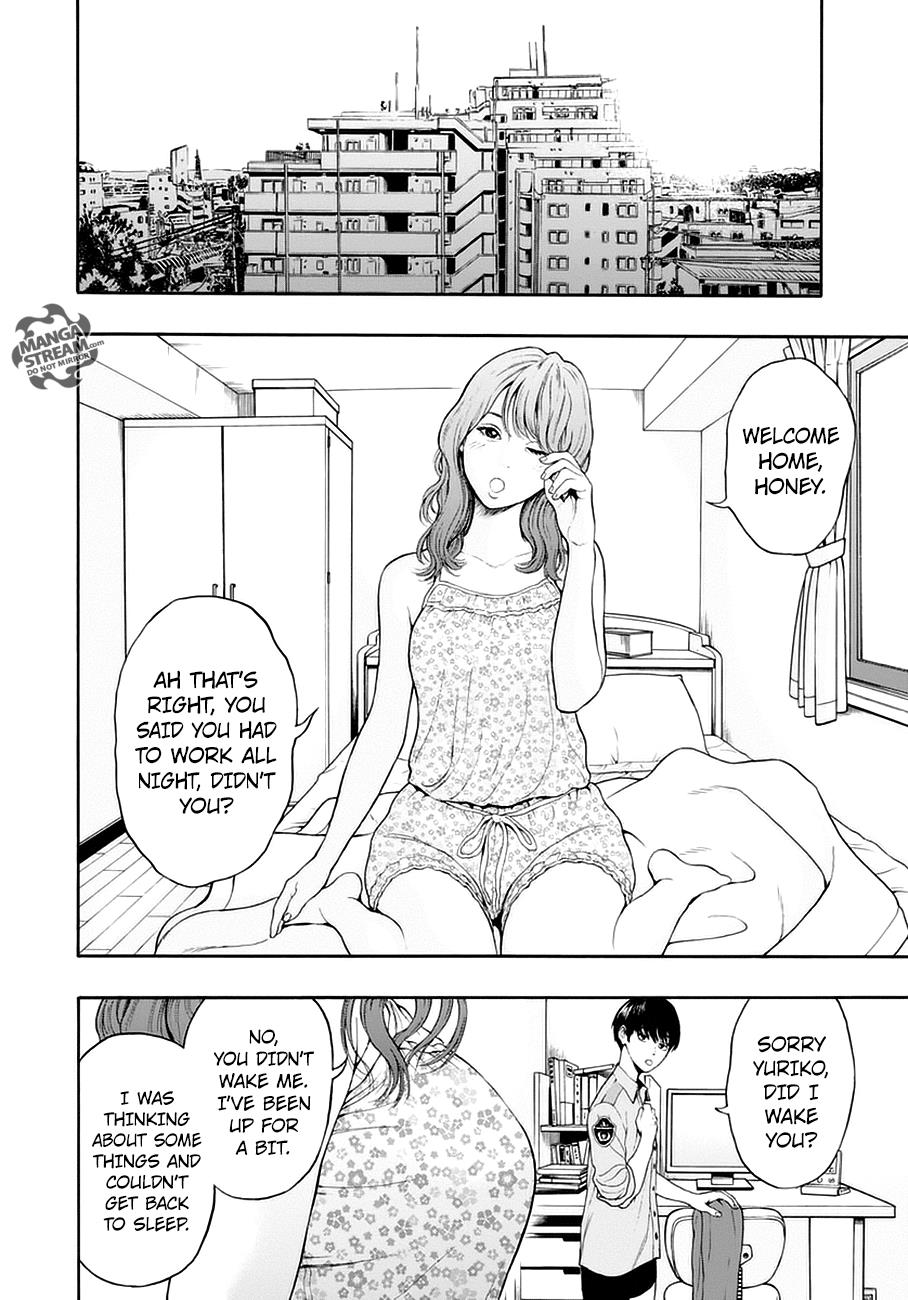 MANGA
STREAM.com
DO NOT MIRROR
WELCOME
HOME,
HONEY.
AH THAT'S
RIGHT, YOU
SAID YOU HAD
TO WORK ALL
NIGHT, DIDN'T
YOU?
SORRY
YURIKO,
DID I
WAKE
YOU?
NO,
YOU DIDN'T
WAKE ME.
I'VE BEEN
UP FOR
A BIT.
I WAS
THINKING
ABOUT SOME
THINGS AND
COULDN'T
GET BACK
TO SLEEP.